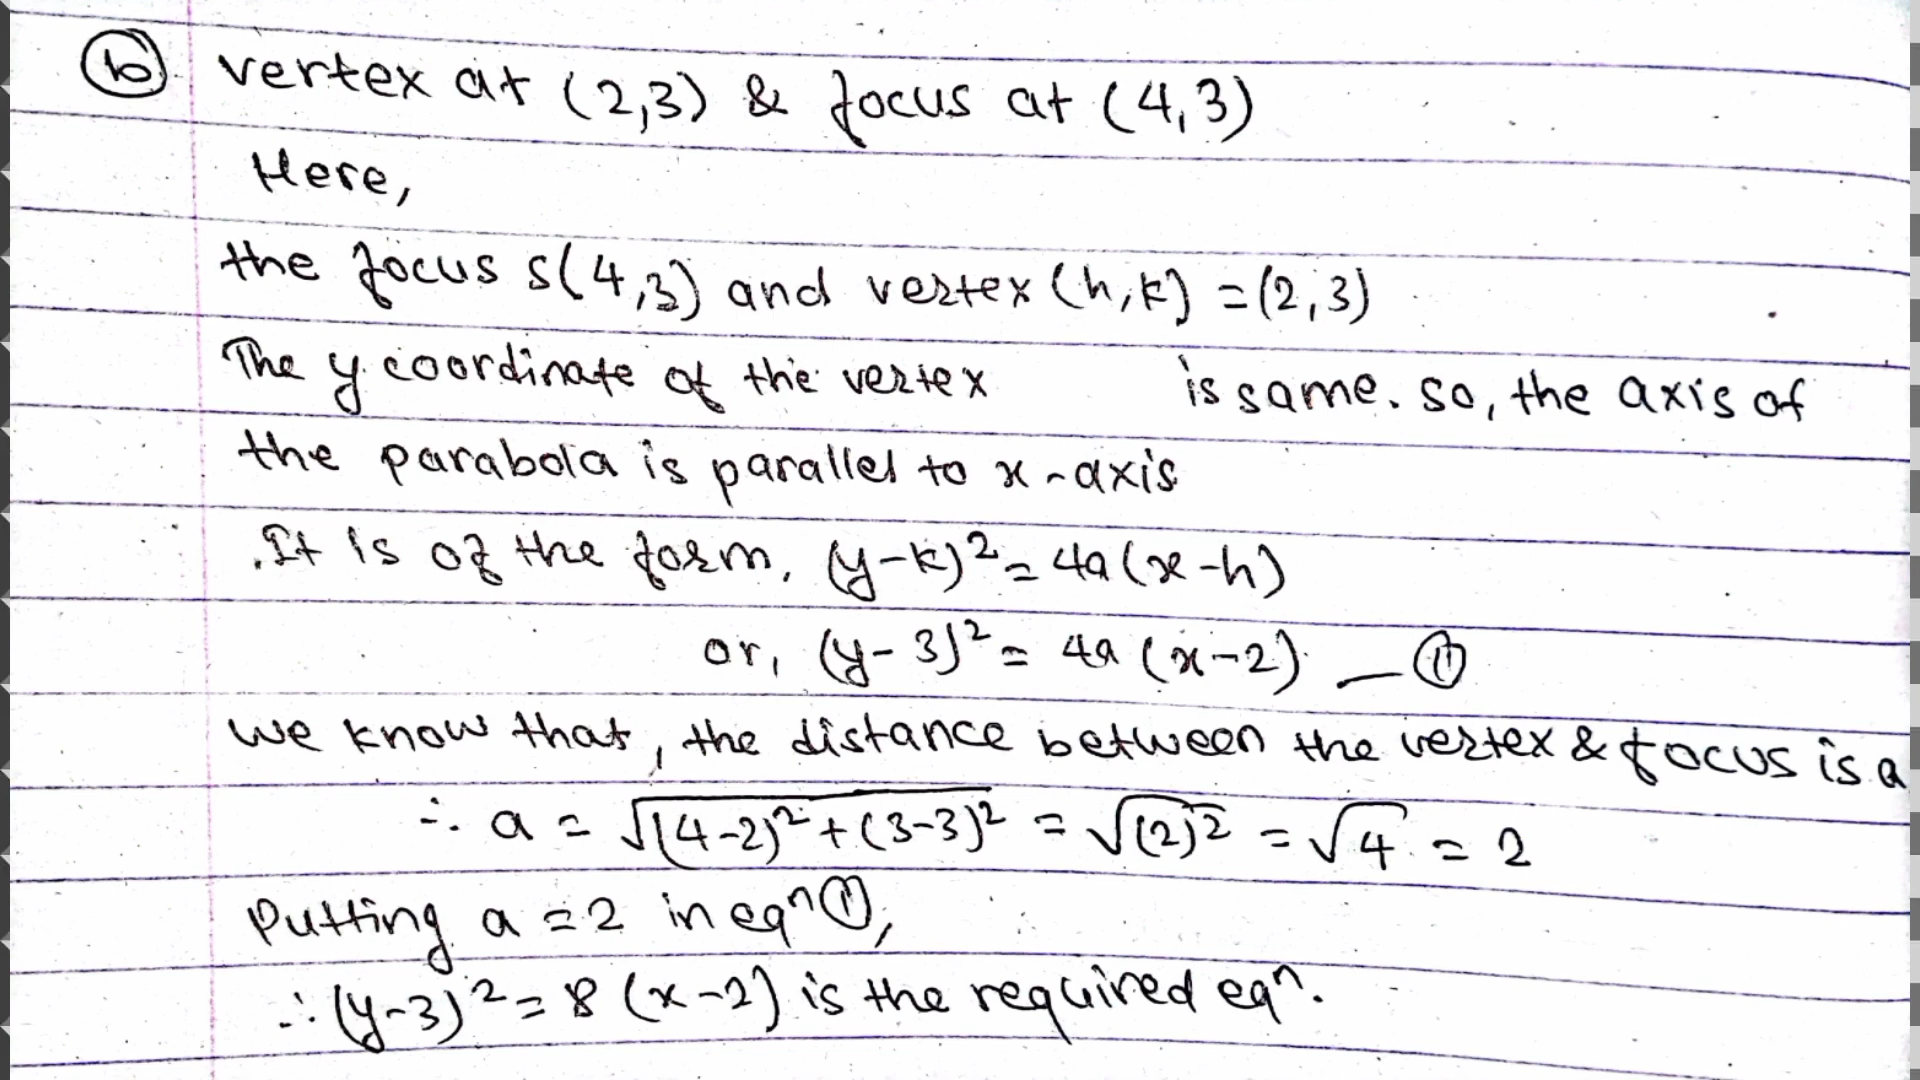 (b) vertex at (2,3) & focus at (4,3)
Here,
the focus S(4,3) and vertex (h,k) = (2,3)
The y coordinate of the vertex is same. So, the axis of
the parabola is parallel to x-axis
.It is of the form, (y-k)² = 4a(x-h)
or, (y-3)² = 4a (x-2) — (i)
we know that, the distance between the vertex & focus is a
∴ a = √((4-2)²+(3-3)²) = √(2)² = √4 = 2
Putting a = 2 in eqⁿ (i),
∴ (y-3)² = 8 (x-2) is the required eqⁿ.